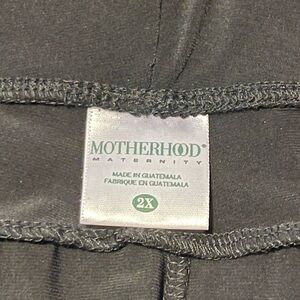 MOTHERHOOD®
MATERNITY
MADE IN GUATEMALA
FABRIQUE EN GUATEMALA
2X